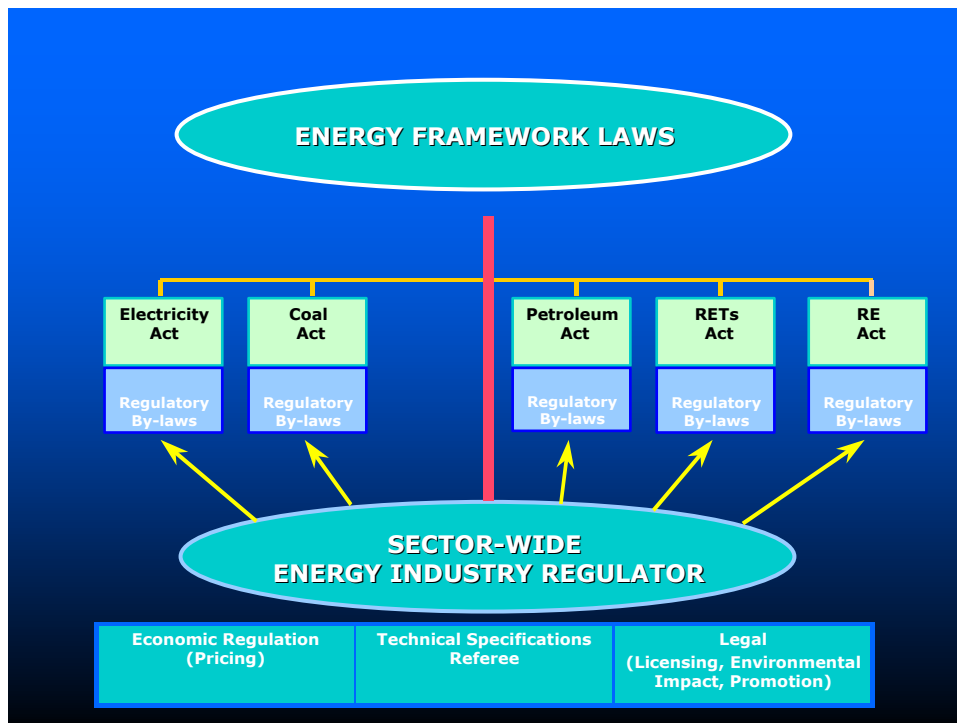 ENERGY FRAMEWORK LAWS
Electricity
Act
Coal
Act
Petroleum
Act
RETs
Act
RE
Act
Regulatory
By-laws
Regulatory
By-laws
Regulatory
By-laws
Regulatory
By-laws
Regulatory
By-laws
SECTOR-WIDE
ENERGY INDUSTRY REGULATOR
Economic Regulation
(Pricing)
Technical Specifications
Referee
Legal
(Licensing, Environmental
Impact, Promotion)